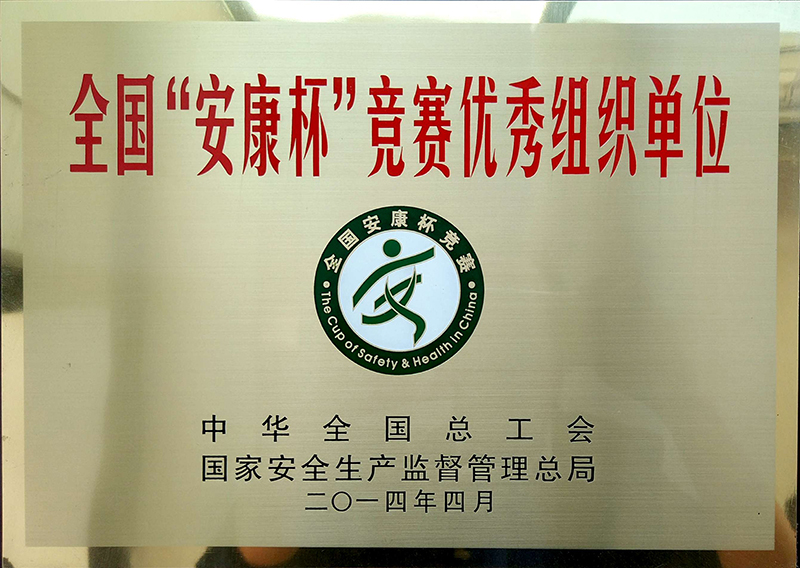 全国“安康杯”竞赛优秀组织单位
全国安康杯竞赛
The Cup of Safety & Health in China
中华全国总工会
国家安全生产监督管理总局
二〇一四年四月